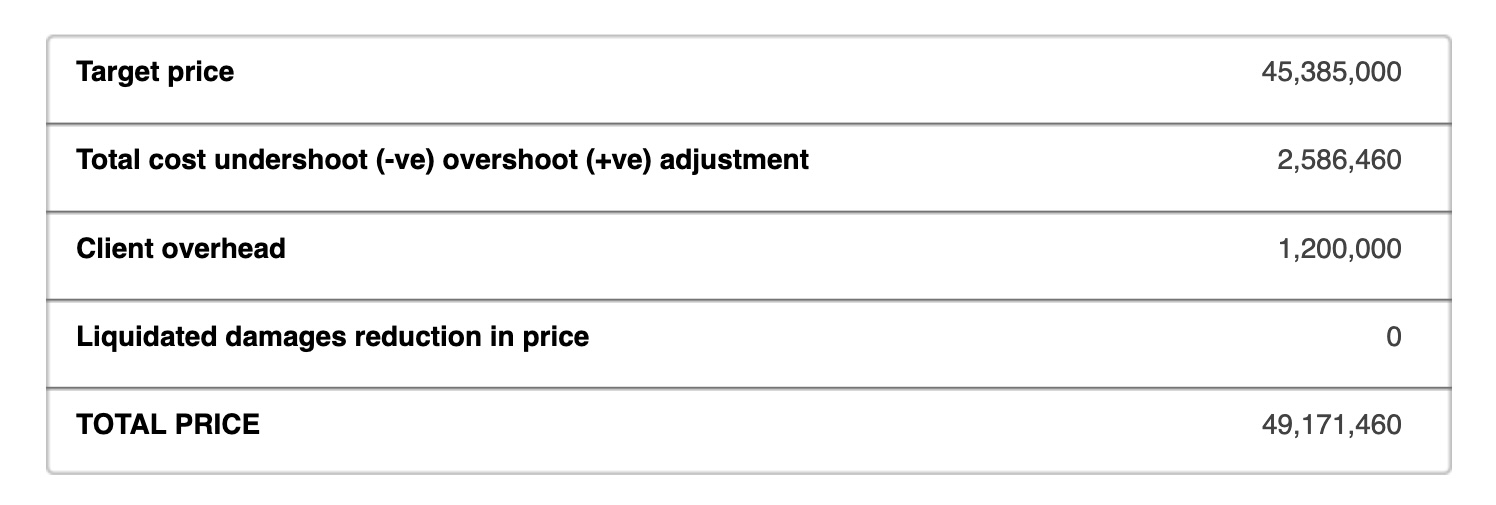 Target price 45,385,000
Total cost undershoot (-ve) overshoot (+ve) adjustment 2,586,460
Client overhead 1,200,000
Liquidated damages reduction in price 0
TOTAL PRICE 49,171,460